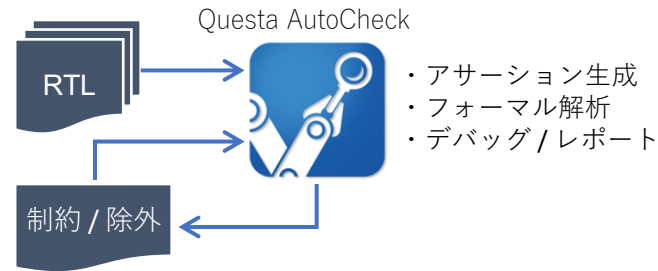 Questa AutoCheck
RTL
・アサーション生成
・フォーマル解析
・デバッグ / レポート
制約 / 除外